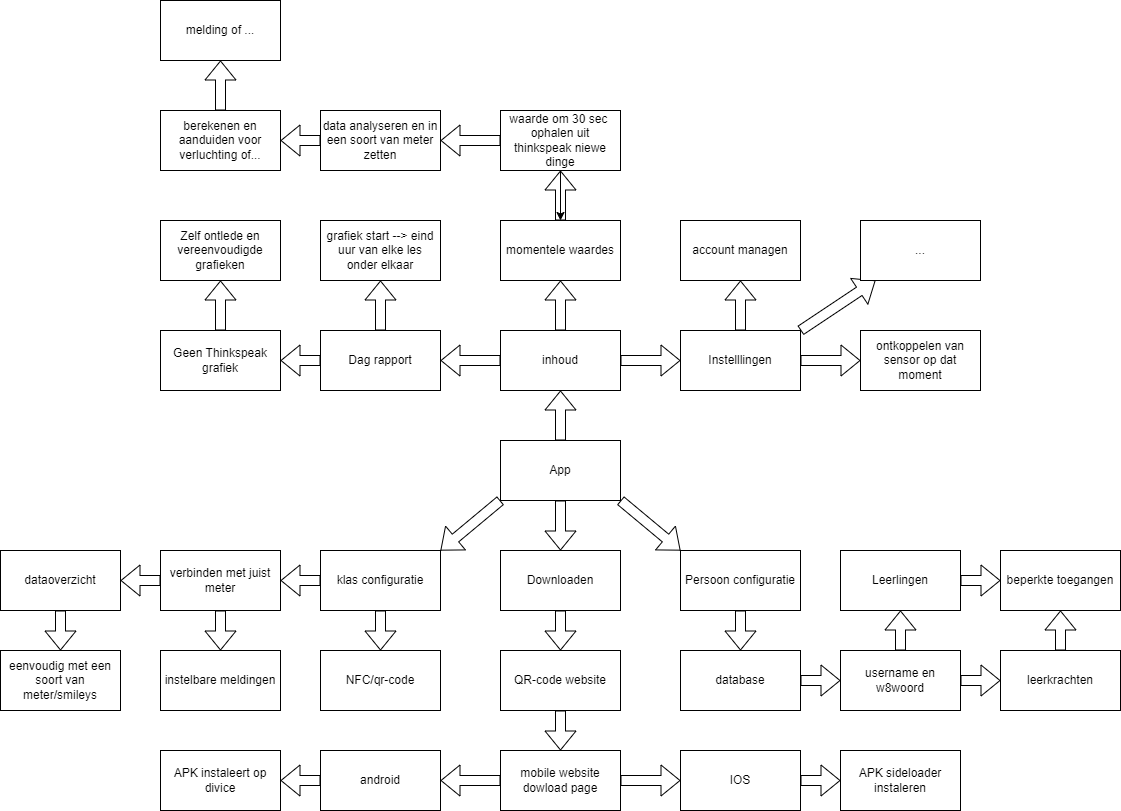 melding of ...
berekenen en
aanduiden voor
verluchting of...
data analyseren en in
een soort van meter
zetten
waarde om 30 sec
ophalen uit
thinkspeak niewe
dinge
Zelf ontlede en
vereenvoudigde
grafieken
grafiek start --> eind
uur van elke les
onder elkaar
momentele waardes
account managen
...
Geen Thinkspeak
grafiek
Dag rapport
inhoud
Instelllingen
ontkoppelen van
sensor op dat
moment
App
dataoverzicht
verbinden met juist
meter
klas configuratie
Downloaden
Persoon configuratie
Leerlingen
beperkte toegangen
eenvoudig met een
soort van
meter/smileys
instelbare meldingen
NFC/qr-code
QR-code website
database
username en
w8woord
leerkrachten
APK instaleert op
divice
android
mobile website
dowload page
IOS
APK sideloader
instaleren